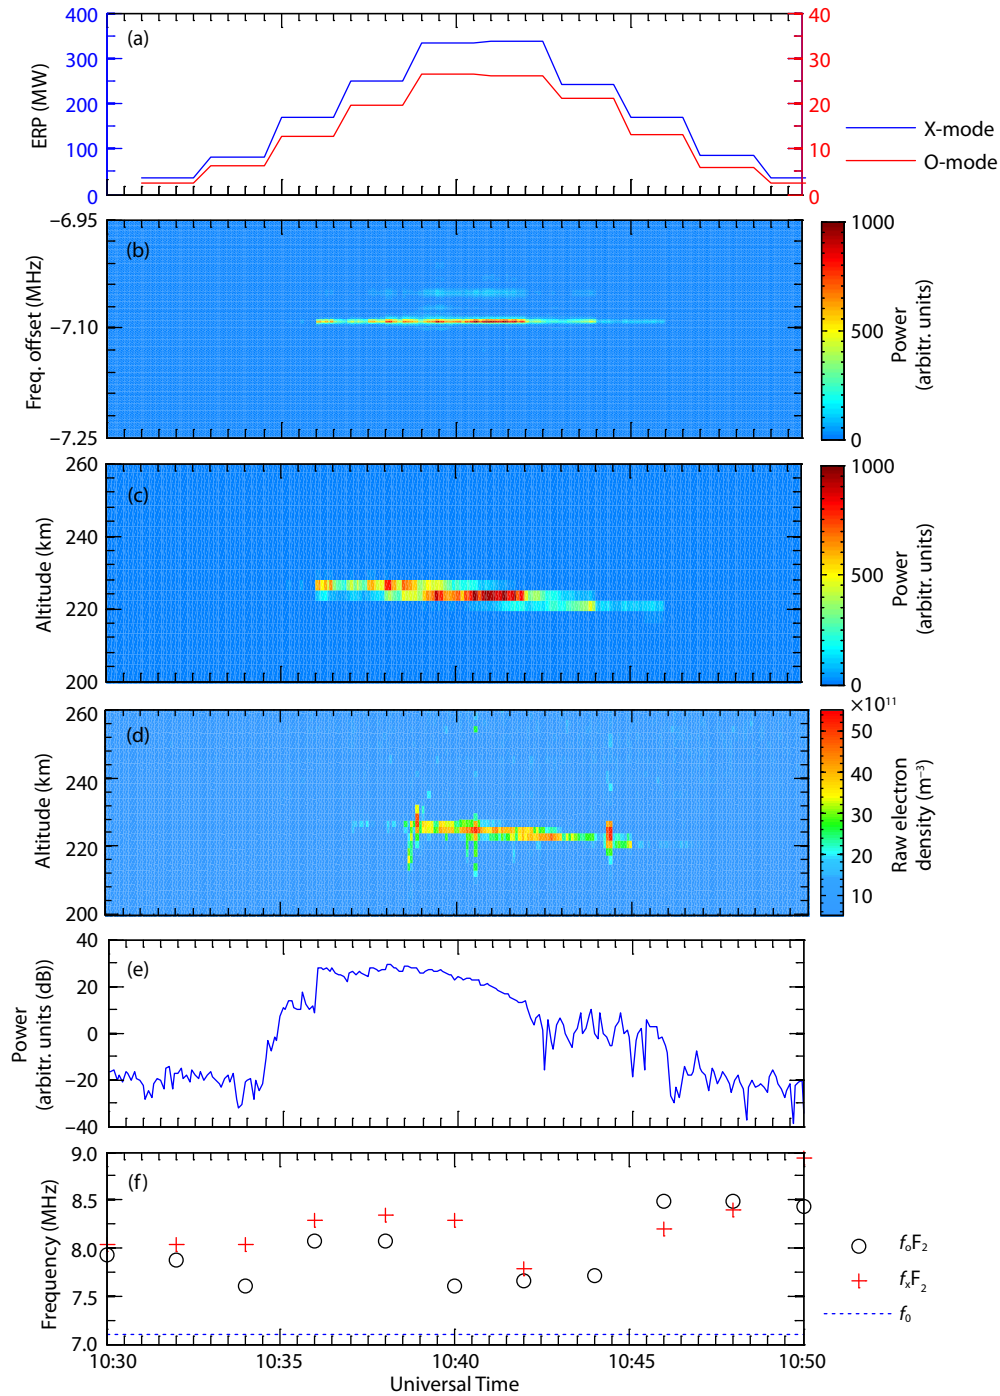 400
300
200
100
0
ERP (MW)
(a)
40
30
20
10
0
X-mode
O-mode
−6.95
−7.10
−7.25
Freq. offset (MHz)
(b)
1000
500
0
Power
(arbitr. units)
260
240
220
200
Altitude (km)
(c)
1000
500
0
Power
(arbitr. units)
260
240
220
200
Altitude (km)
(d)
×10¹¹
50
40
30
20
10
Raw electron
density (m⁻³)
40
20
0
−20
−40
Power
(arbitr. units (dB))
(e)
9.0
8.5
8.0
7.5
7.0
Frequency (MHz)
(f)
f₀F₂
fₓF₂
f₀
10:30
10:35
10:40
10:45
10:50
Universal Time